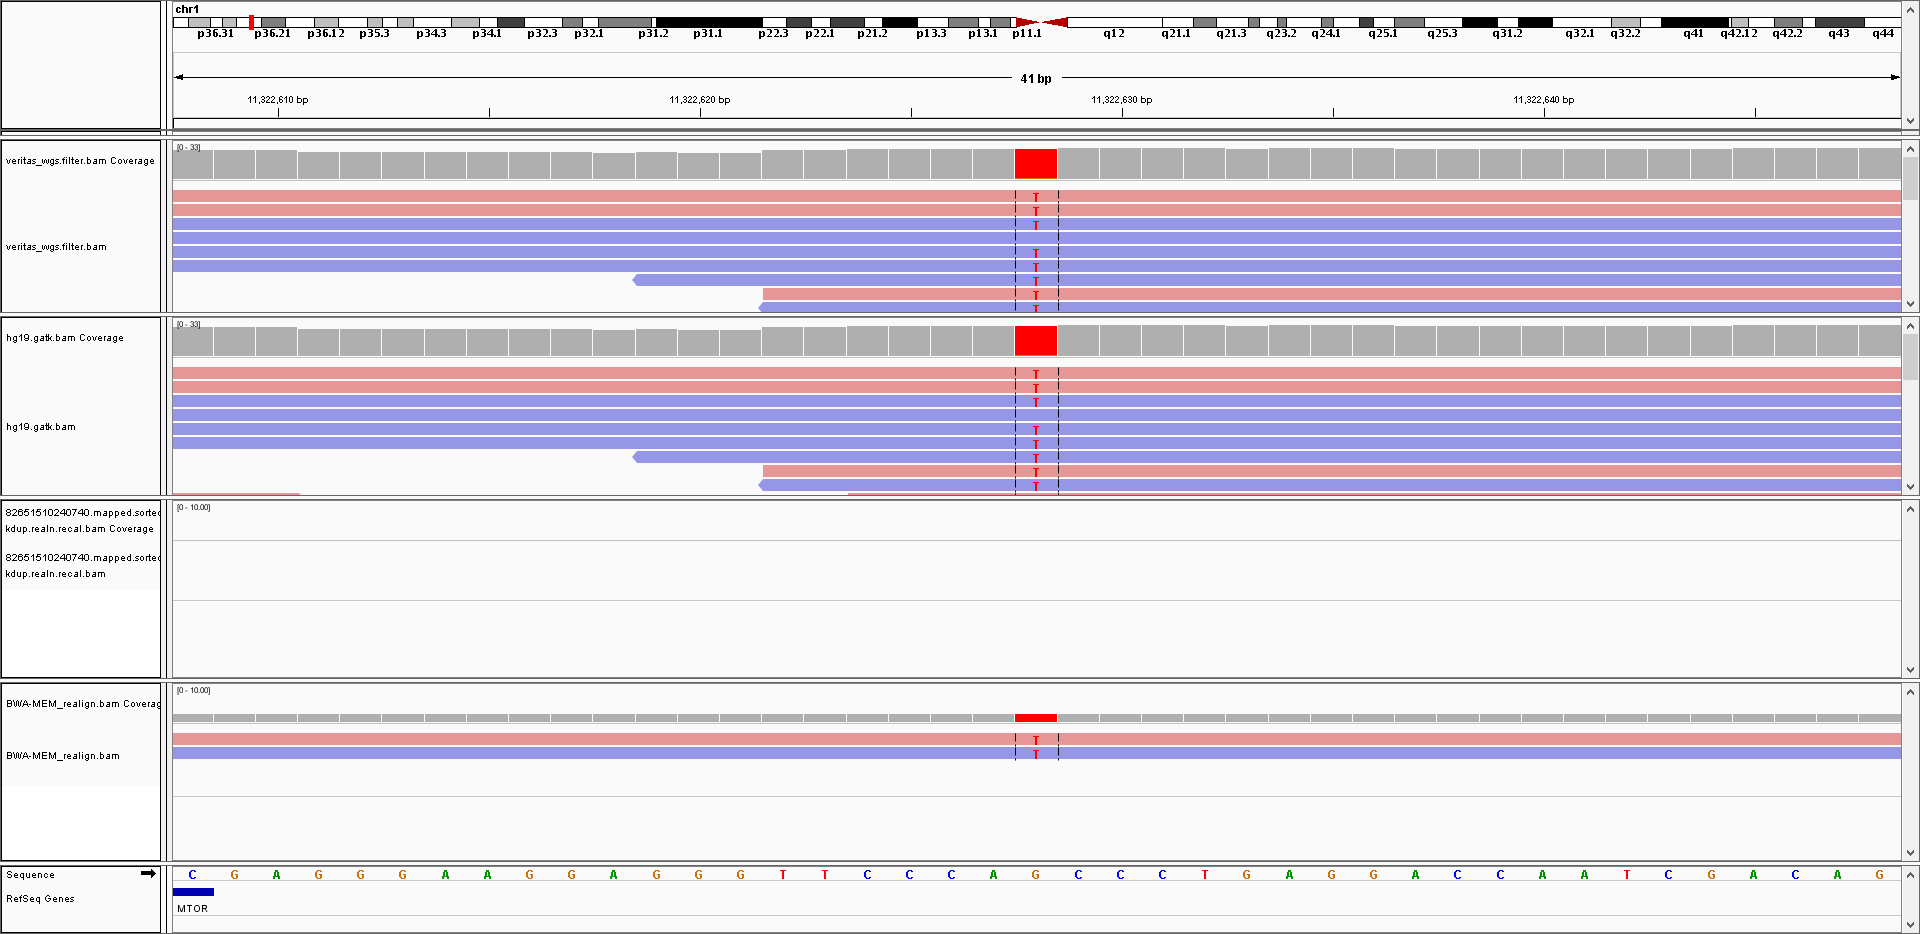 chr1
p36.31 p36.21 p36.12 p35.3 p34.3 p34.1 p32.3 p32.1 p31.2 p31.1 p22.3 p22.1 p21.2 p13.3 p13.1 p11.1 q12 q21.1 q21.3 q23.2 q24.1 q25.1 q25.3 q31.2 q32.1 q32.2 q41 q42.12 q42.2 q43 q44
41 bp
11,322,610 bp 11,322,620 bp 11,322,630 bp 11,322,640 bp
[0 - 33]
veritas_wgs.filter.bam Coverage
T
T
T
veritas_wgs.filter.bam
T
T
T
T
T
[0 - 33]
hg19.gatk.bam Coverage
T
T
T
hg19.gatk.bam
T
T
T
T
T
[0 - 10.00]
82651510240740.mapped.sorted
kdup.realn.recal.bam Coverage
82651510240740.mapped.sorted
kdup.realn.recal.bam
[0 - 10.00]
BWA-MEM_realign.bam Coverag
T
T
BWA-MEM_realign.bam
Sequence C G A G G G A A G G A G G G T T C C C A G C C C T G A G G A C C A A T C G A C A G
RefSeq Genes
MTOR